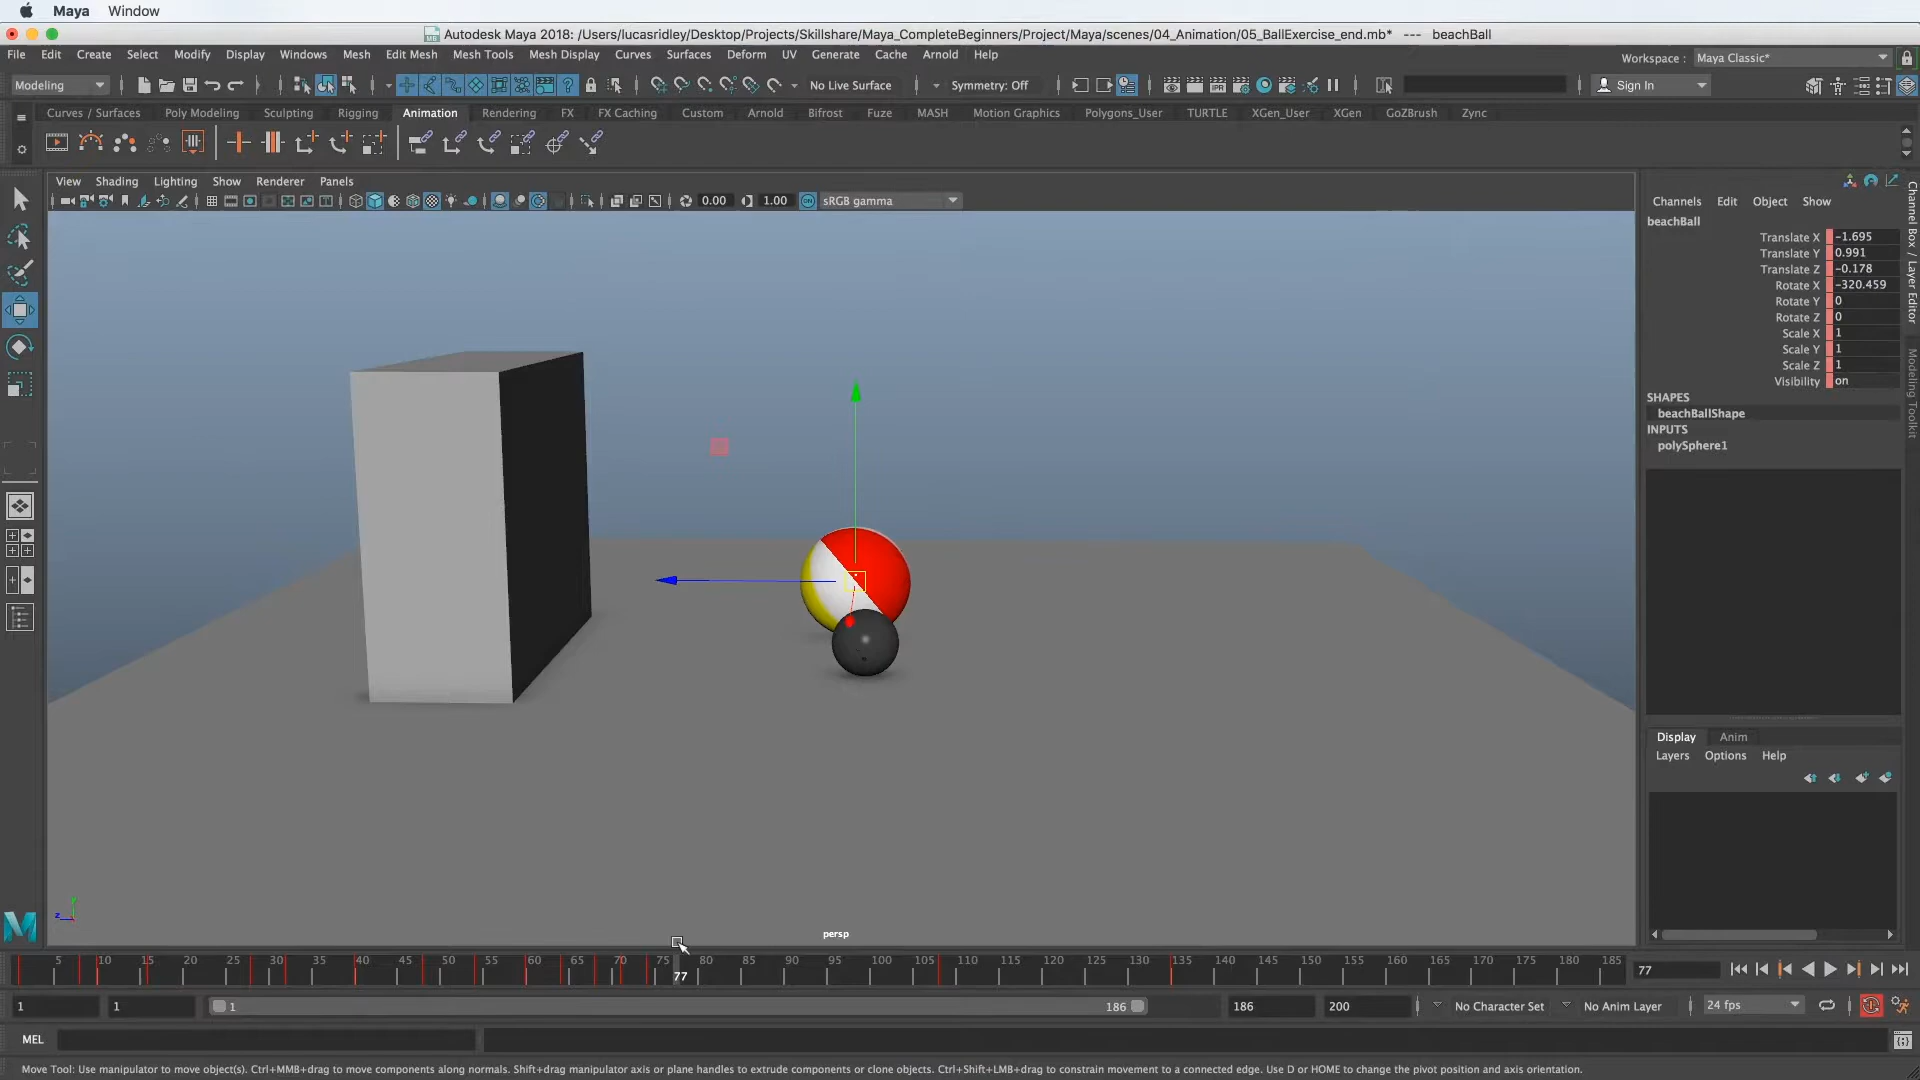 Maya Window
Autodesk Maya 2018: /Users/lucasridley/Desktop/Projects/Skillshare/Maya_CompleteBeginners/Project/Maya/scenes/04_Animation/05_BallExercise_end.mb* --- beachBall
File Edit Create Select Modify Display Windows Mesh Edit Mesh Mesh Tools Mesh Display Curves Surfaces Deform UV Generate Cache Arnold Help
Workspace : Maya Classic*
Modeling No Live Surface Symmetry: Off Sign In
Curves / Surfaces Poly Modeling Sculpting Rigging Animation Rendering FX FX Caching Custom Arnold Bifrost Fuze MASH Motion Graphics Polygons_User TURTLE XGen_User XGen GoZBrush Zync
View Shading Lighting Show Renderer Panels
0.00 1.00 sRGB gamma
Channels Edit Object Show
beachBall
Translate X -1.695
Translate Y 0.991
Translate Z -0.178
Rotate X -320.459
Rotate Y 0
Rotate Z 0
Scale X 1
Scale Y 1
Scale Z 1
Visibility on
SHAPES
beachBallShape
INPUTS
polySphere1
Channel Box / Layer Editor
Modeling Toolkit
Display Anim
Layers Options Help
persp
5 10 15 20 25 30 35 40 45 50 55 60 65 70 75 80 85 90 95 100 105 110 115 120 125 130 135 140 145 150 155 160 165 170 175 180 185
77 77
1 1 1 186 186 200 No Character Set No Anim Layer 24 fps
MEL
Move Tool: Use manipulator to move object(s). Ctrl+MMB+drag to move components along normals. Shift+drag manipulator axis or plane handles to extrude components or clone objects. Ctrl+Shift+LMB+drag to constrain movement to a connected edge. Use D or HOME to change the pivot position and axis orientation.